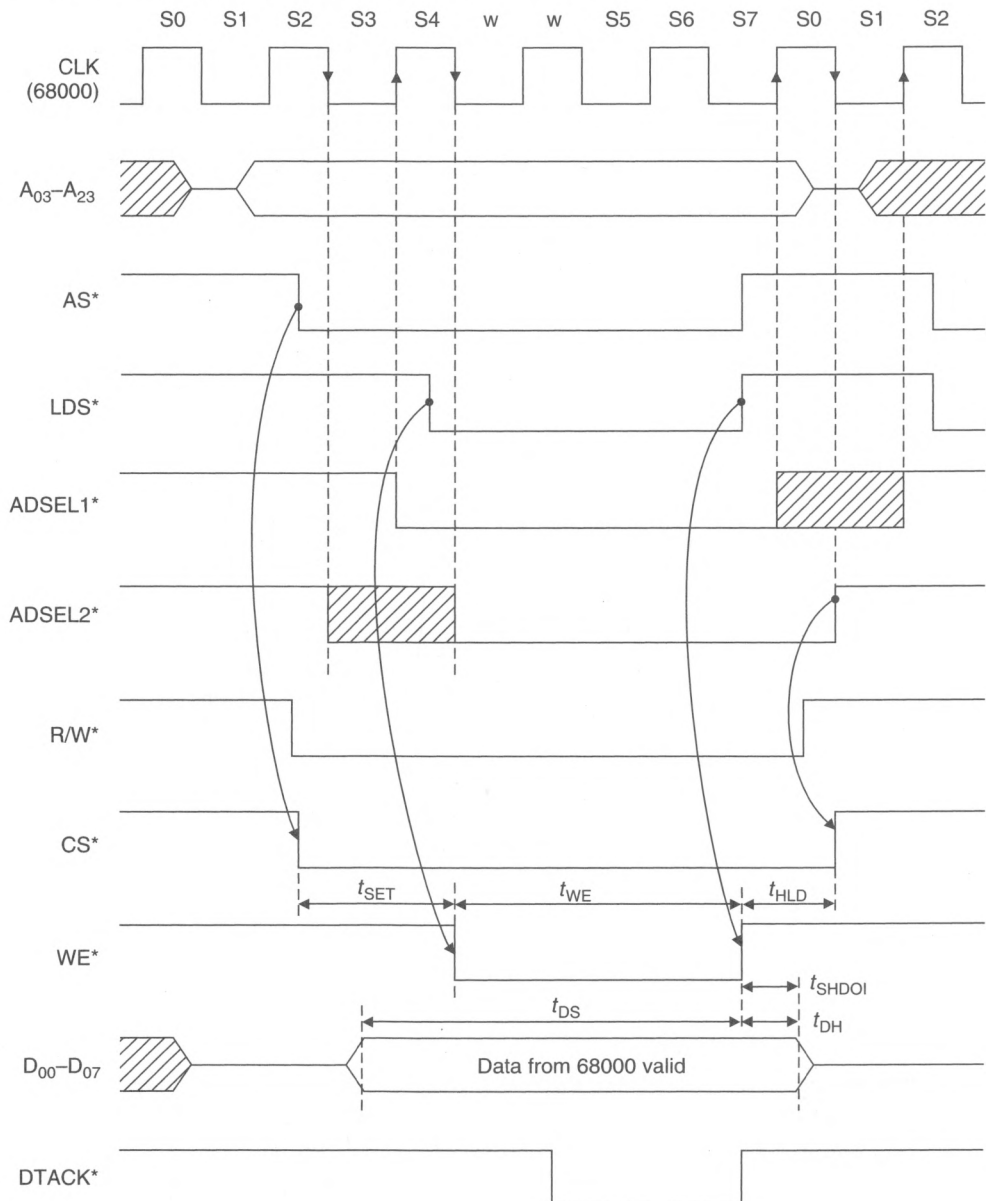 S0 S1 S2 S3 S4 w w S5 S6 S7 S0 S1 S2
CLK
(68000)
A03–A23
AS*
LDS*
ADSEL1*
ADSEL2*
R/W*
CS*
tSET tWE tHLD
WE*
tSHDOI
tDS
tDH
D00–D07 Data from 68000 valid
DTACK*